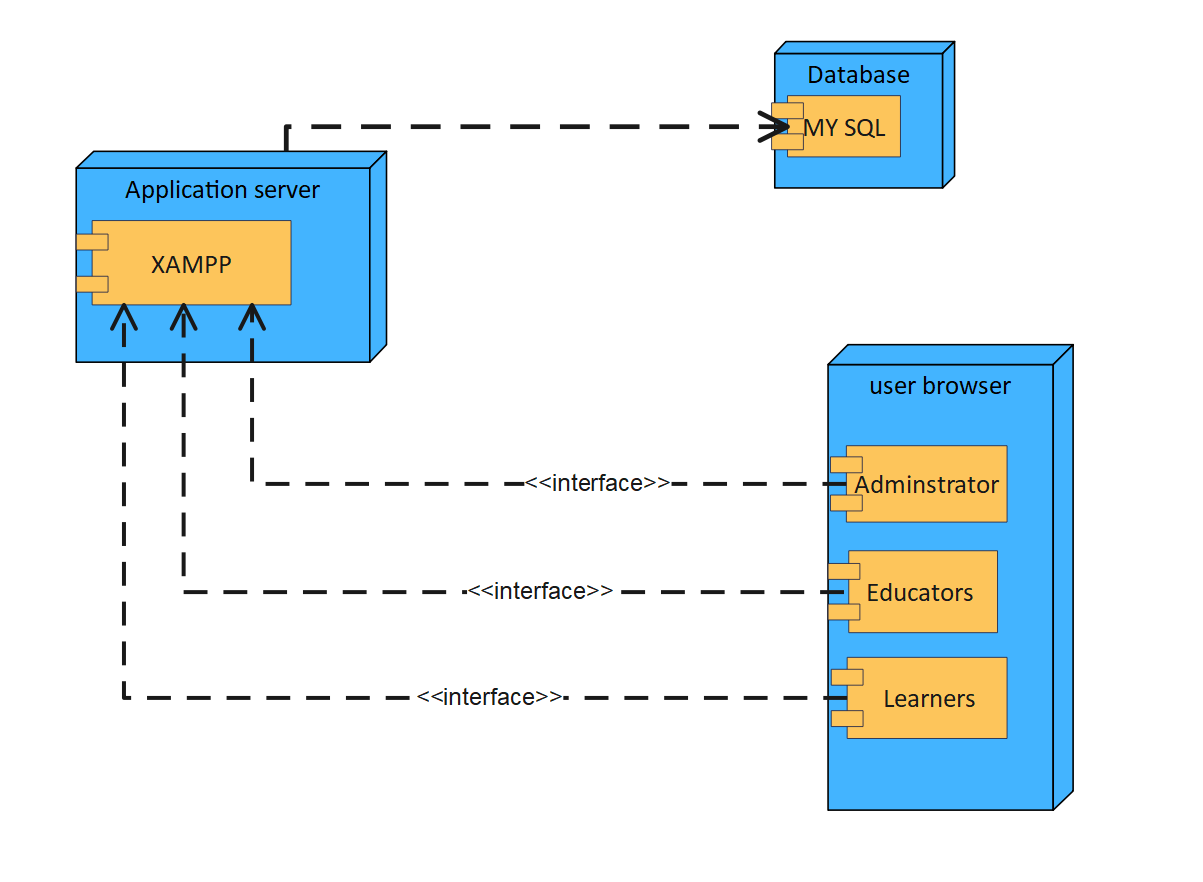 Database
MY SQL
Application server
XAMPP
user browser
<<interface>>
Adminstrator
<<interface>>
Educators
<<interface>>
Learners